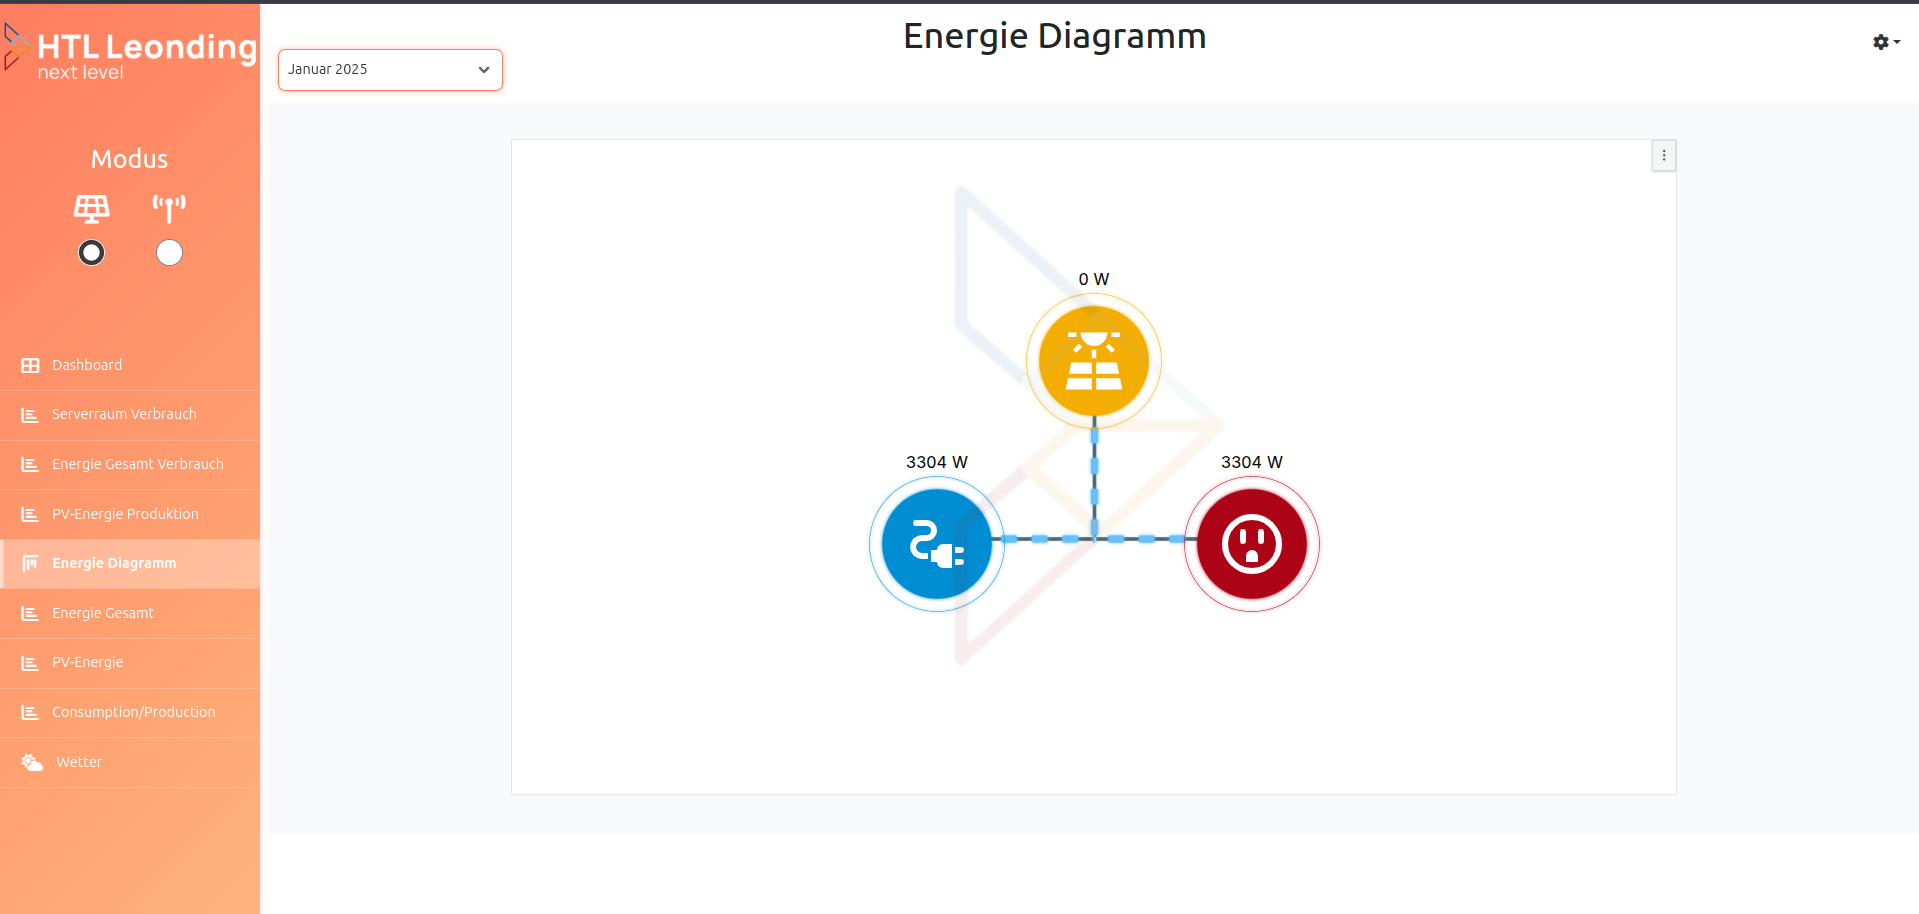 HTL Leonding
next level
Energie Diagramm
Januar 2025
Modus
Dashboard
Serverraum Verbrauch
Energie Gesamt Verbrauch
PV-Energie Produktion
Energie Diagramm
Energie Gesamt
PV-Energie
Consumption/Production
Wetter
0 W
3304 W
3304 W